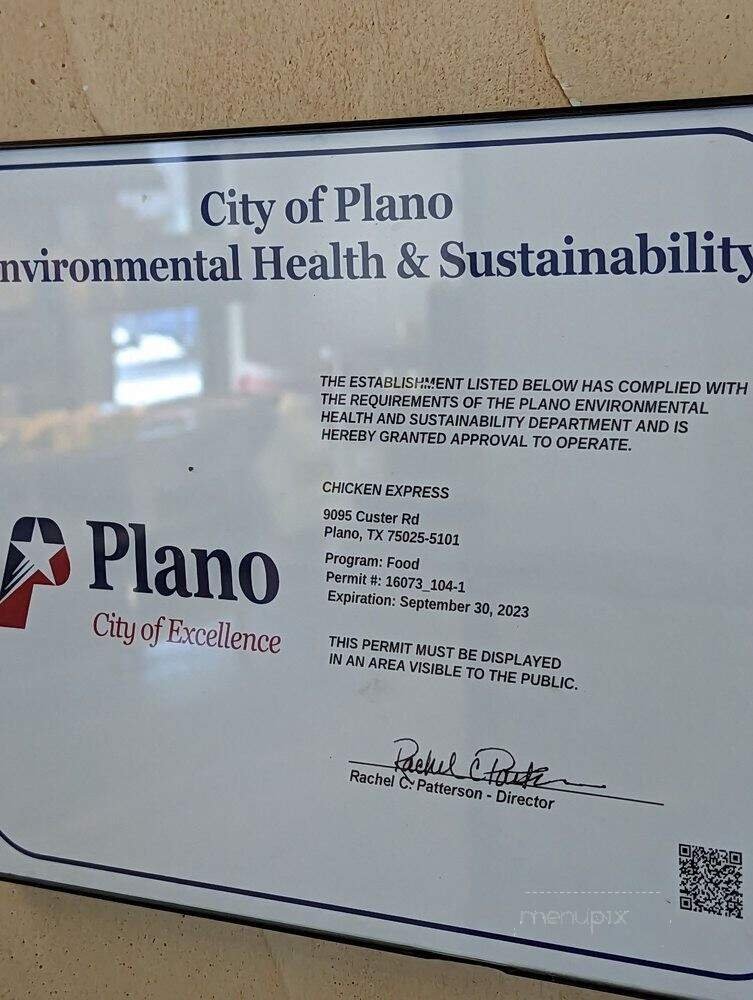 City of Plano
nvironmental Health & Sustainability
THE ESTABLISHMENT LISTED BELOW HAS COMPLIED WITH
THE REQUIREMENTS OF THE PLANO ENVIRONMENTAL
HEALTH AND SUSTAINABILITY DEPARTMENT AND IS
HEREBY GRANTED APPROVAL TO OPERATE.
CHICKEN EXPRESS
9095 Custer Rd
Plano, TX 75025-5101
Program: Food
Permit #: 16073_104-1
Expiration: September 30, 2023
Plano
City of Excellence
THIS PERMIT MUST BE DISPLAYED
IN AN AREA VISIBLE TO THE PUBLIC.
Rachel C Patterson
Rachel C. Patterson - Director
menupix